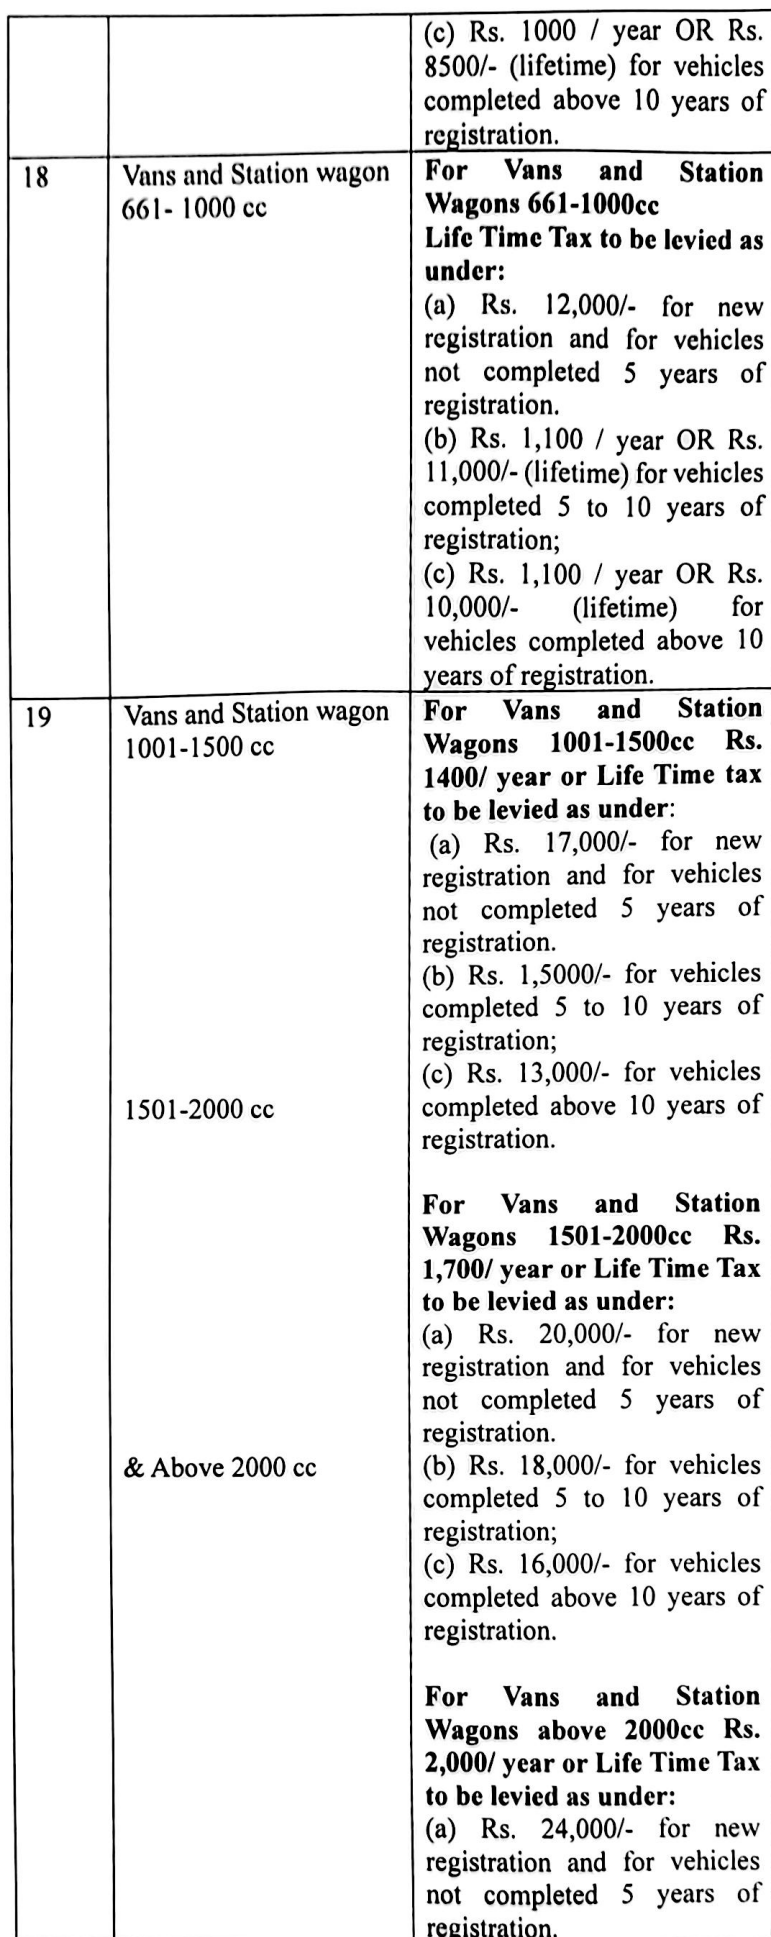 (c) Rs. 1000 / year OR Rs.
8500/- (lifetime) for vehicles
completed above 10 years of
registration.
18
Vans and Station wagon
661- 1000 cc
For Vans and Station
Wagons 661-1000cc
Life Time Tax to be levied as
under:
(a) Rs. 12,000/- for new
registration and for vehicles
not completed 5 years of
registration.
(b) Rs. 1,100 / year OR Rs.
11,000/- (lifetime) for vehicles
completed 5 to 10 years of
registration;
(c) Rs. 1,100 / year OR Rs.
10,000/- (lifetime) for
vehicles completed above 10
years of registration.
19
Vans and Station wagon
1001-1500 cc
1501-2000 cc
& Above 2000 cc
For Vans and Station
Wagons 1001-1500cc Rs.
1400/ year or Life Time tax
to be levied as under:
(a) Rs. 17,000/- for new
registration and for vehicles
not completed 5 years of
registration.
(b) Rs. 1,5000/- for vehicles
completed 5 to 10 years of
registration;
(c) Rs. 13,000/- for vehicles
completed above 10 years of
registration.
For Vans and Station
Wagons 1501-2000cc Rs.
1,700/ year or Life Time Tax
to be levied as under:
(a) Rs. 20,000/- for new
registration and for vehicles
not completed 5 years of
registration.
(b) Rs. 18,000/- for vehicles
completed 5 to 10 years of
registration;
(c) Rs. 16,000/- for vehicles
completed above 10 years of
registration.
For Vans and Station
Wagons above 2000cc Rs.
2,000/ year or Life Time Tax
to be levied as under:
(a) Rs. 24,000/- for new
registration and for vehicles
not completed 5 years of
registration.